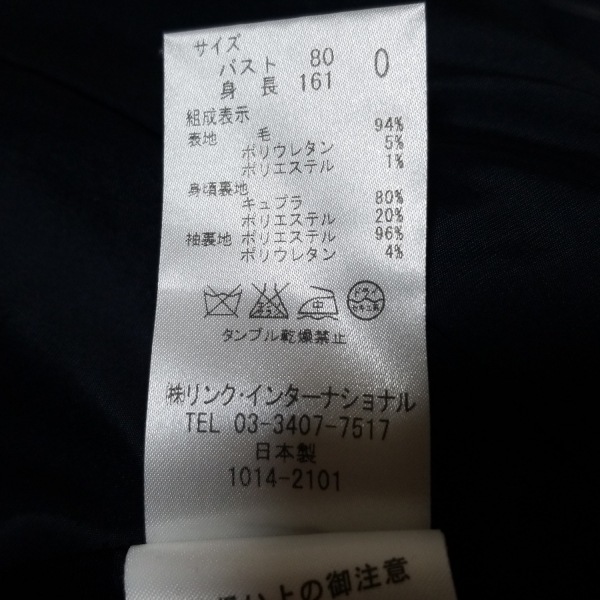 サイズ
バスト 80 0
身長 161
組成表示
表地 毛 94%
ポリウレタン 5%
ポリエステル 1%
身頃裏地
キュプラ 80%
ポリエステル 20%
袖裏地 ポリエステル 96%
ポリウレタン 4%
中 ドライ
タンブル乾燥禁止
㈱リンク・インターナショナル
TEL 03-3407-7517
日本製
1014-2101
上の御注意